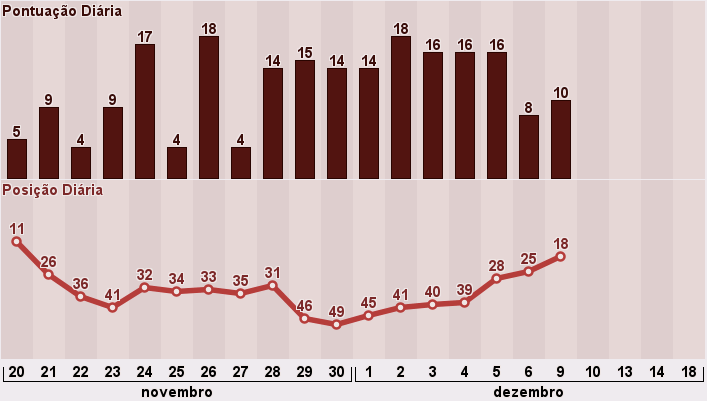 Pontuação Diária
5 9 4 9 17 4 18 4 14 15 14 14 18 16 16 16 8 10
Posição Diária
11 26 36 41 32 34 33 35 31 46 49 45 41 40 39 28 25 18
20 21 22 23 24 25 26 27 28 29 30 1 2 3 4 5 6 9 10 13 14 18
novembro dezembro